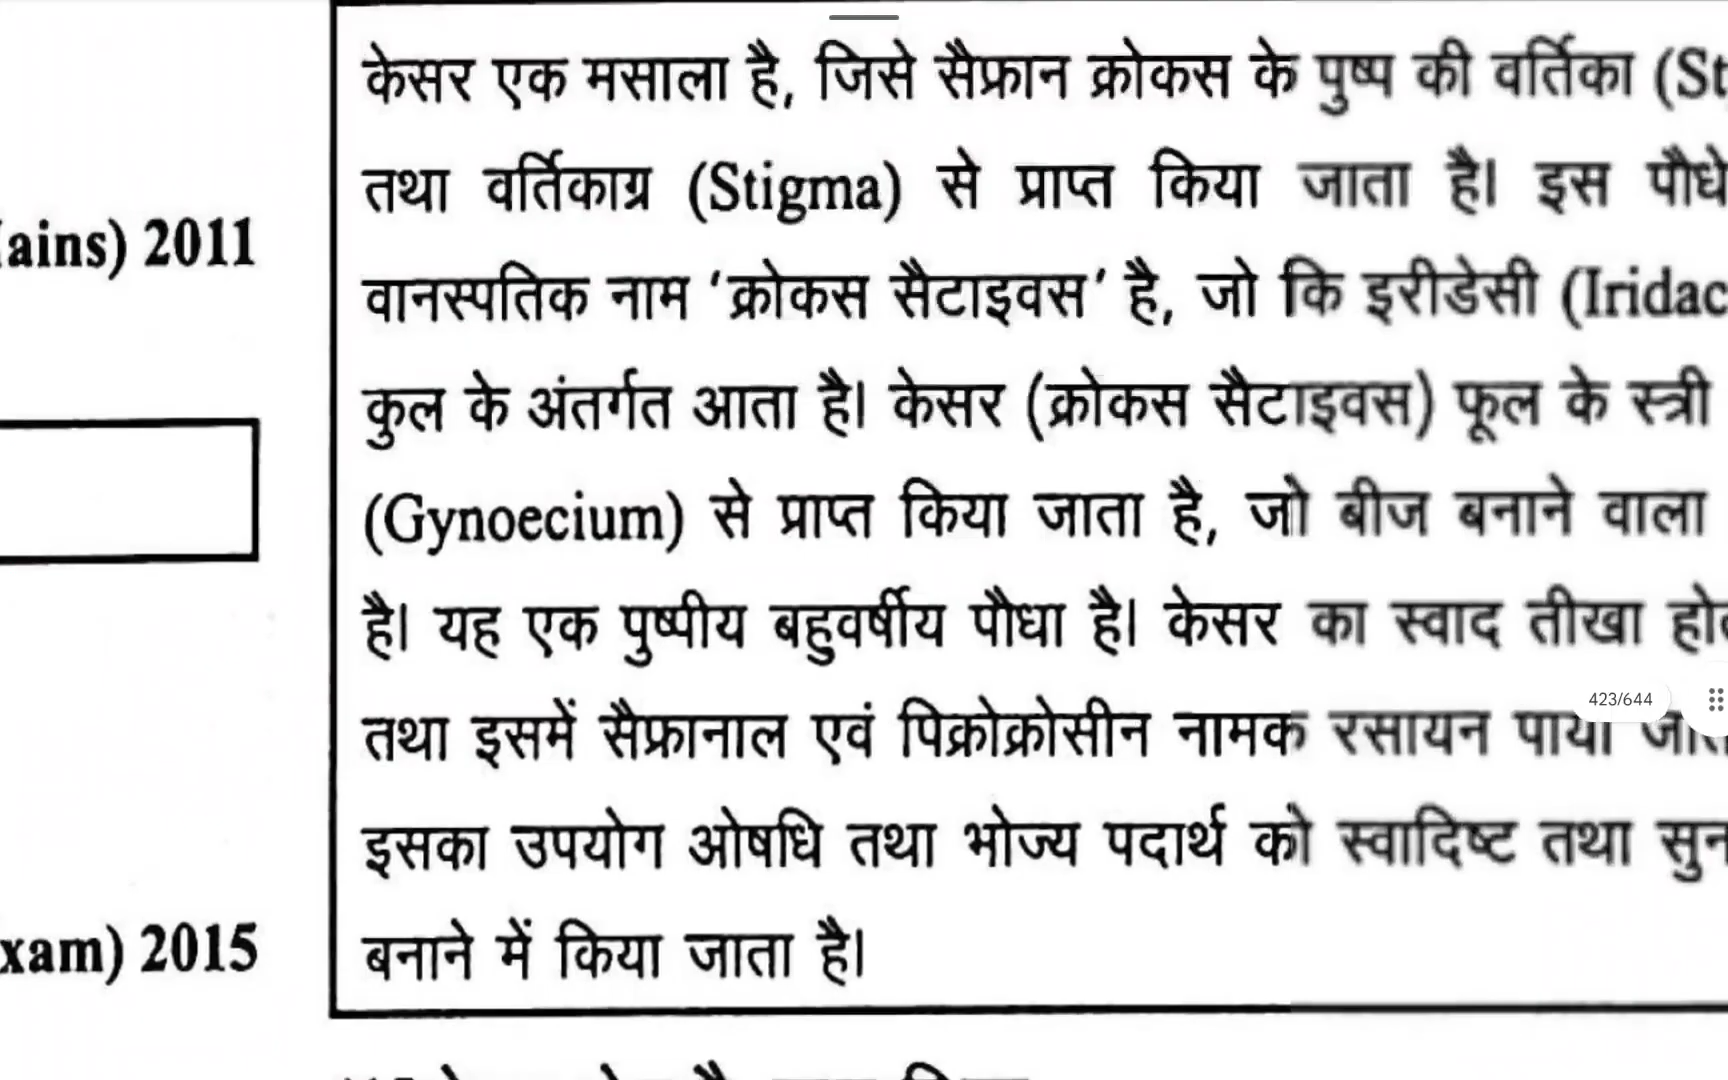 केसर एक मसाला है, जिसे सैफ्रान क्रोकस के पुष्प की वर्तिका (St
तथा वर्तिकाग्र (Stigma) से प्राप्त किया जाता है। इस पौधे
ains) 2011
वानस्पतिक नाम 'क्रोकस सैटाइवस' है, जो कि इरीडेसी (Iridac
कुल के अंतर्गत आता है। केसर (क्रोकस सैटाइवस) फूल के स्त्री
(Gynoecium) से प्राप्त किया जाता है, जो बीज बनाने वाला
है। यह एक पुष्पीय बहुवर्षीय पौधा है। केसर का स्वाद तीखा
423/644
तथा इसमें सैफ्रानाल एवं पिक्रोक्रोसीन नामक रसायन पाया
इसका उपयोग ओषधि तथा भोज्य पदार्थ को स्वादिष्ट तथा
xam) 2015
बनाने में किया जाता है।